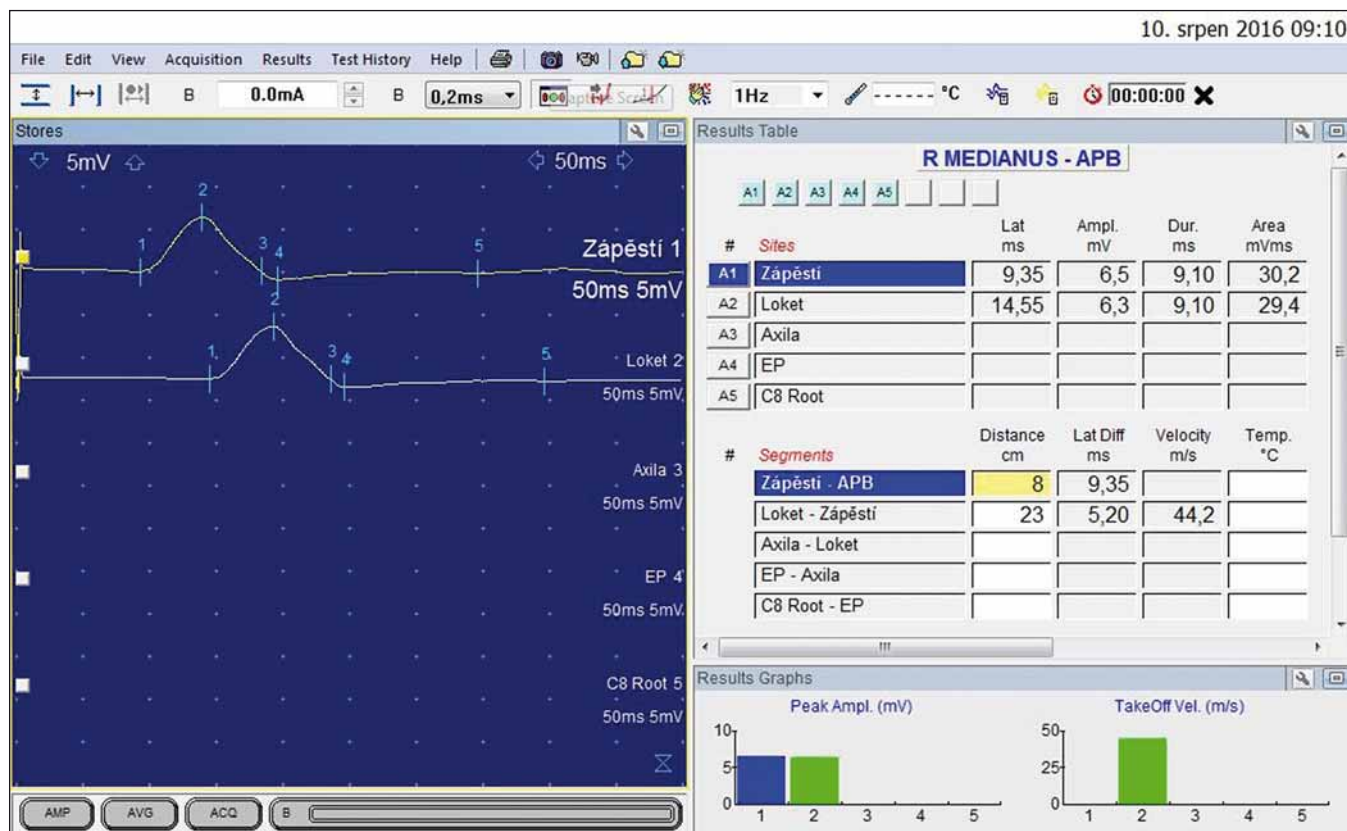 10. srpen 2016 09:10
File Edit View Acquisition Results Test History Help
B 0.0mA B 0,2ms 1Hz ------ °C 00:00:00
Stores
5mV 50ms
2
1 3 4 5 Zápěstí 1
50ms 5mV
2
1 3 4 5 Loket 2
50ms 5mV
Axila 3
50ms 5mV
EP 4
50ms 5mV
C8 Root 5
50ms 5mV
AMP AVG ACQ B
Results Table
R MEDIANUS - APB
A1 A2 A3 A4 A5
# Sites Lat ms Ampl. mV Dur. ms Area mVms
A1 Zápěstí 9,35 6,5 9,10 30,2
A2 Loket 14,55 6,3 9,10 29,4
A3 Axila
A4 EP
A5 C8 Root
# Segments Distance cm Lat Diff ms Velocity m/s Temp. °C
Zápěstí - APB 8 9,35
Loket - Zápěstí 23 5,20 44,2
Axila - Loket
EP - Axila
C8 Root - EP
Results Graphs
Peak Ampl. (mV)
10
5
0
1 2 3 4 5
TakeOff Vel. (m/s)
50
25
0
1 2 3 4 5